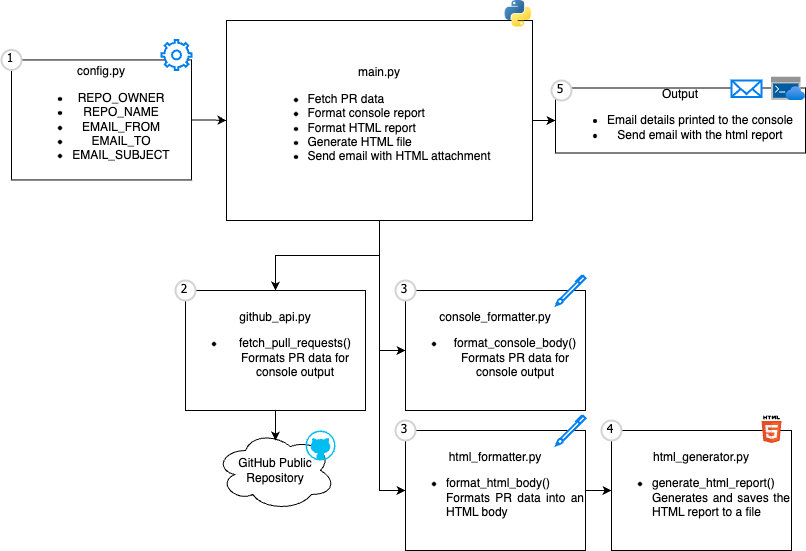 1
config.py
• REPO_OWNER
• REPO_NAME
• EMAIL_FROM
• EMAIL_TO
• EMAIL_SUBJECT
main.py
• Fetch PR data
• Format console report
• Format HTML report
• Generate HTML file
• Send email with HTML attachment
5
Output
• Email details printed to the console
• Send email with the html report
2
github_api.py
• fetch_pull_requests()
Formats PR data for
console output
GitHub Public
Repository
3
console_formatter.py
• format_console_body()
Formats PR data for
console output
3
html_formatter.py
• format_html_body()
Formats PR data into an
HTML body
4
HTML
5
html_generator.py
• generate_html_report()
Generates and saves the
HTML report to a file